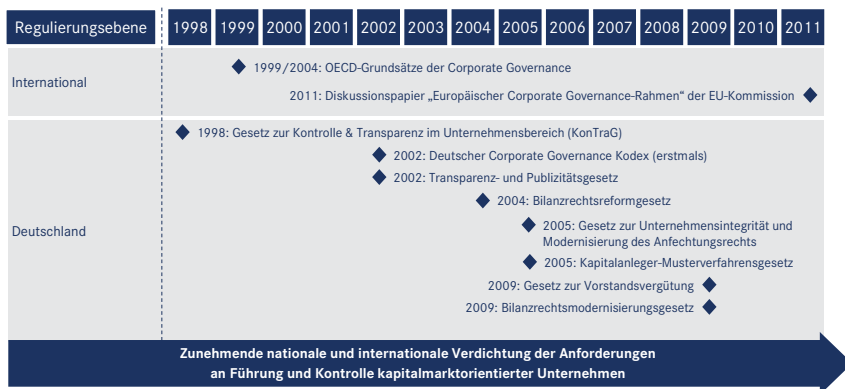 Regulierungsebene 1998 1999 2000 2001 2002 2003 2004 2005 2006 2007 2008 2009 2010 2011
International
1999/2004: OECD-Grundsätze der Corporate Governance
2011: Diskussionspapier „Europäischer Corporate Governance-Rahmen“ der EU-Kommission
Deutschland
1998: Gesetz zur Kontrolle & Transparenz im Unternehmensbereich (KonTraG)
2002: Deutscher Corporate Governance Kodex (erstmals)
2002: Transparenz- und Publizitätsgesetz
2004: Bilanzrechtsreformgesetz
2005: Gesetz zur Unternehmensintegrität und
Modernisierung des Anfechtungsrechts
2005: Kapitalanleger-Musterverfahrensgesetz
2009: Gesetz zur Vorstandsvergütung
2009: Bilanzrechtsmodernisierungsgesetz
Zunehmende nationale und internationale Verdichtung der Anforderungen
an Führung und Kontrolle kapitalmarktorientierter Unternehmen